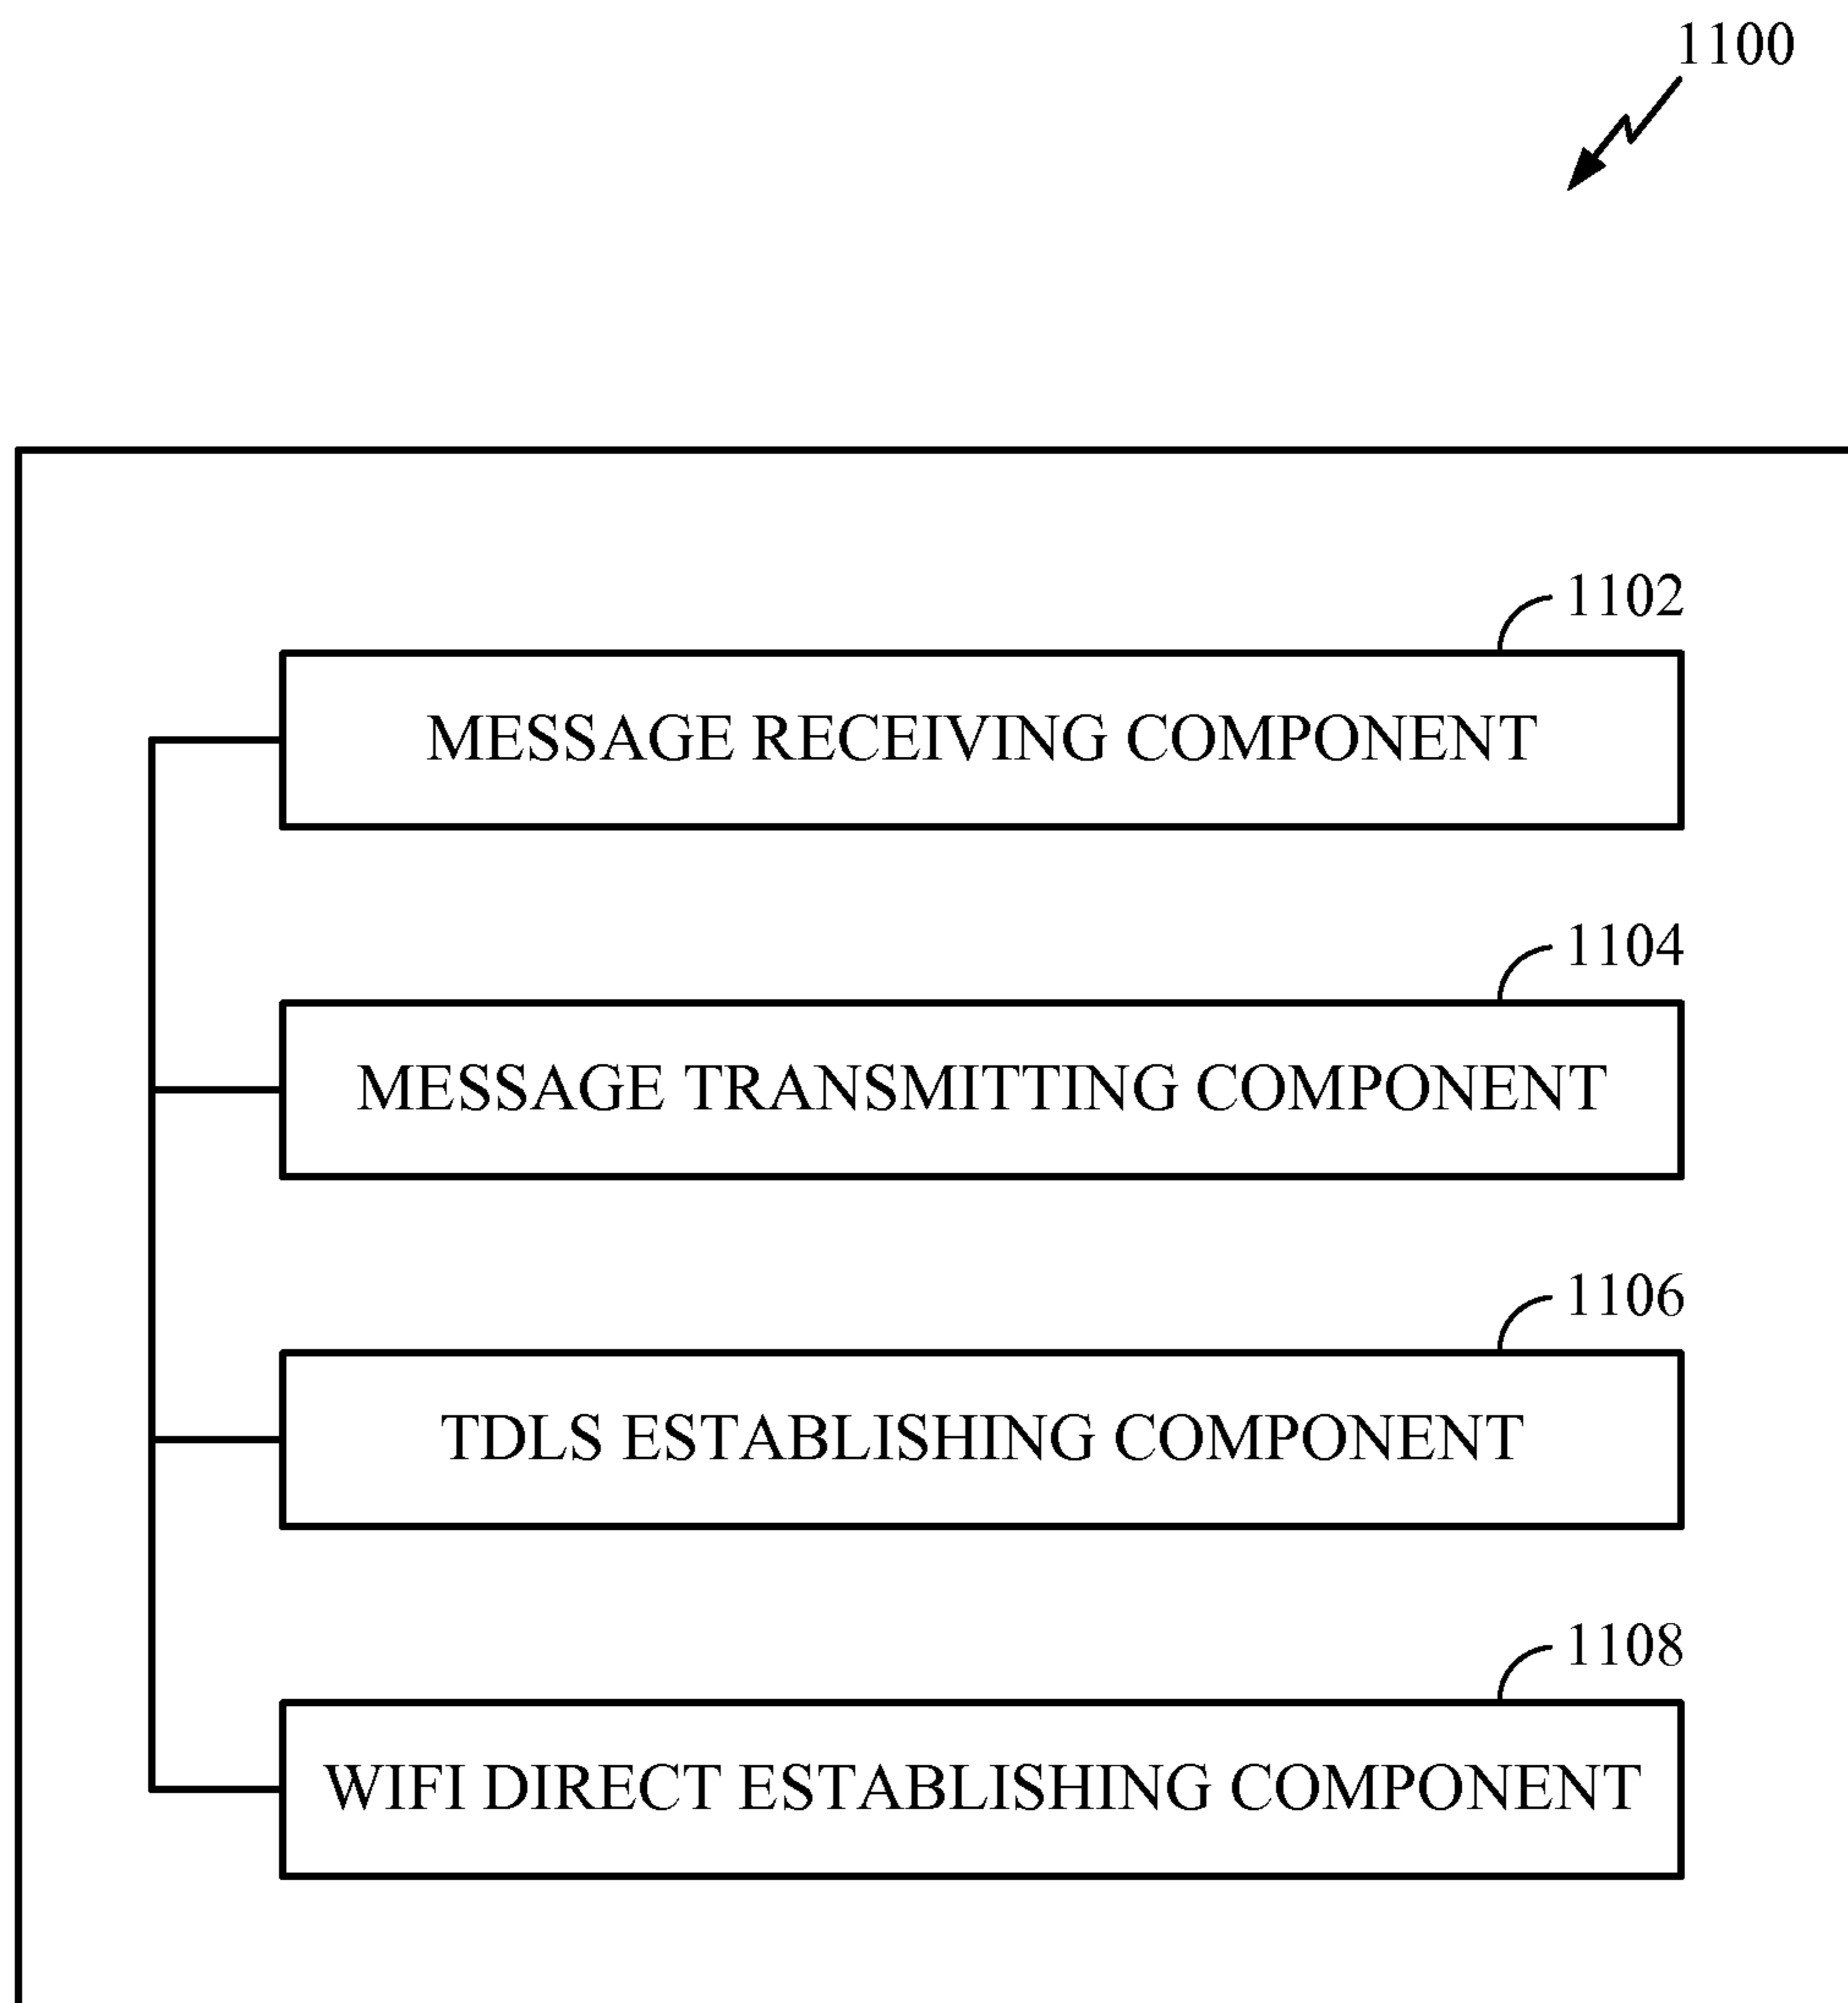 1100
1102
MESSAGE RECEIVING COMPONENT
1104
MESSAGE TRANSMITTING COMPONENT
1106
TDLS ESTABLISHING COMPONENT
1108
WIFI DIRECT ESTABLISHING COMPONENT